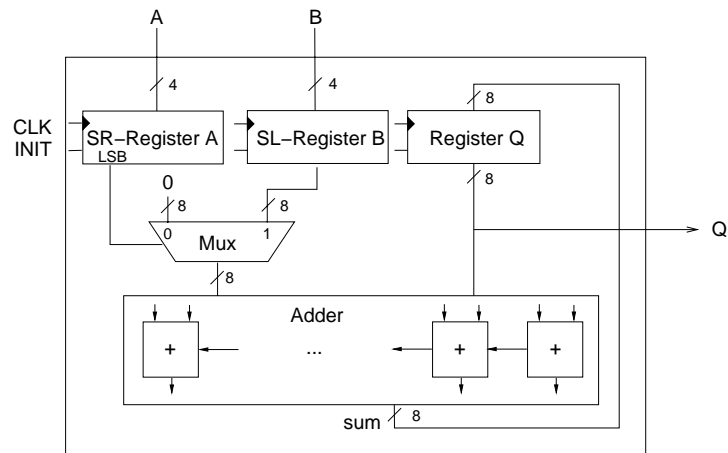 A
B
4
4
8
CLK
INIT
SR–Register A
LSB
SL–Register B
Register Q
0
8
8
8
0
1
Mux
8
Q
Adder
+
...
+
+
sum
8